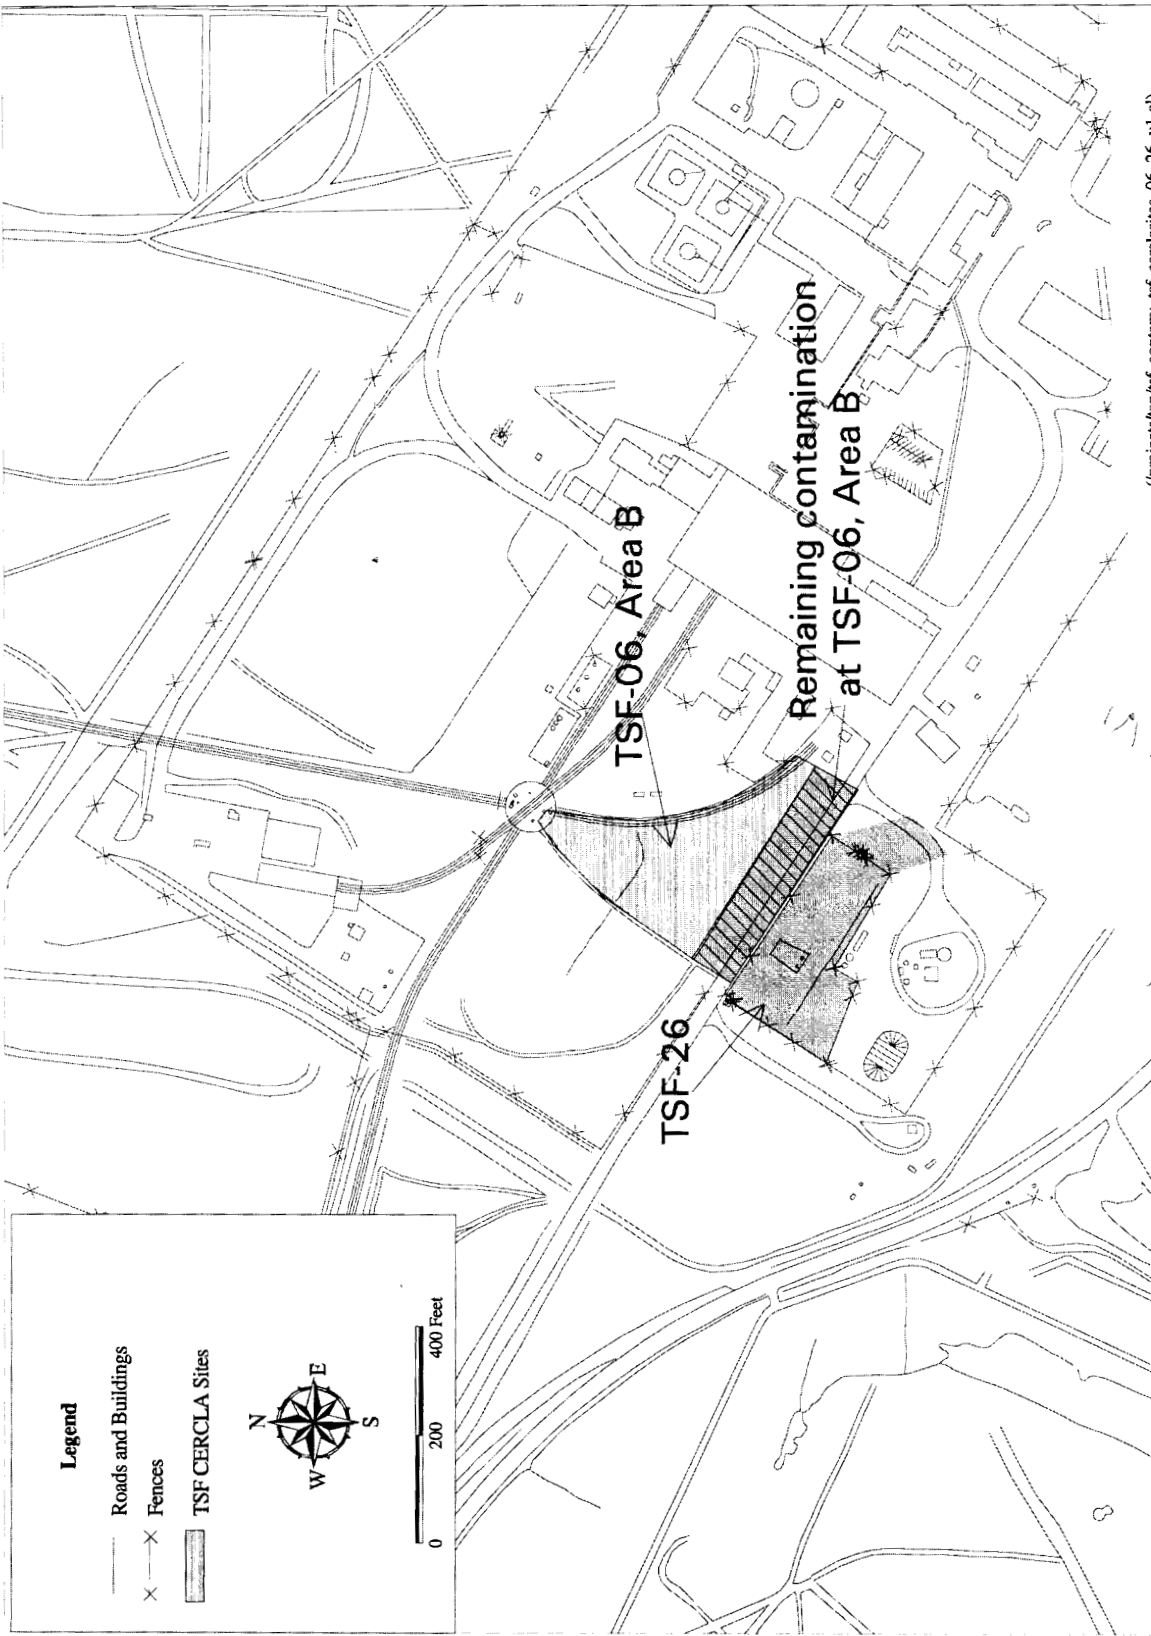 Legend
Roads and Buildings
Fences
TSF CERCLA Sites
N
W
E
S
0
200
400 Feet
TSF-06, Area B
TSF-26
Remaining contamination
at TSF-06, Area B